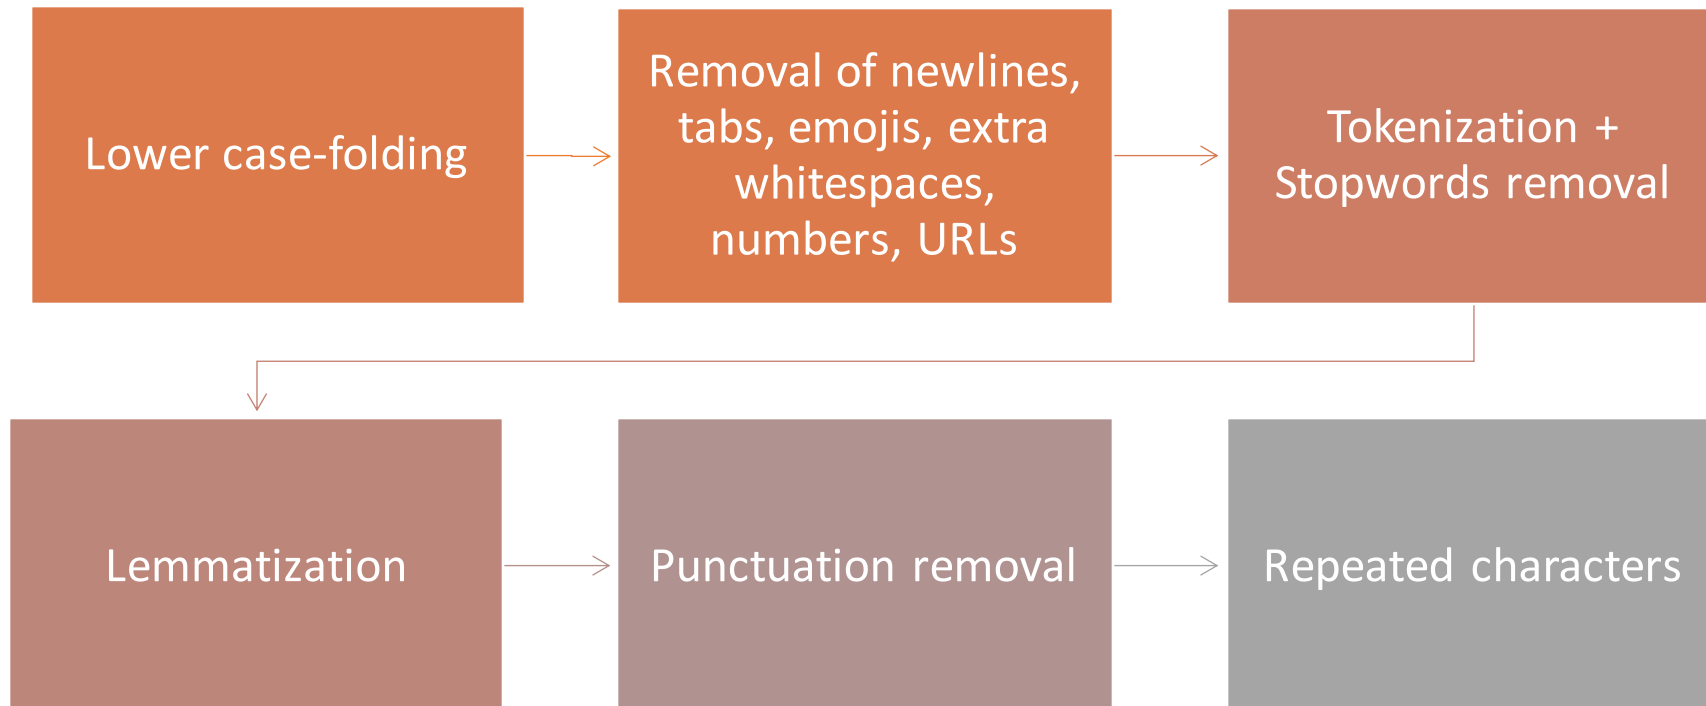 Lower case-folding
Removal of newlines,
tabs, emojis, extra
whitespaces,
numbers, URLs
Tokenization +
Stopwords removal
Lemmatization
Punctuation removal
Repeated characters